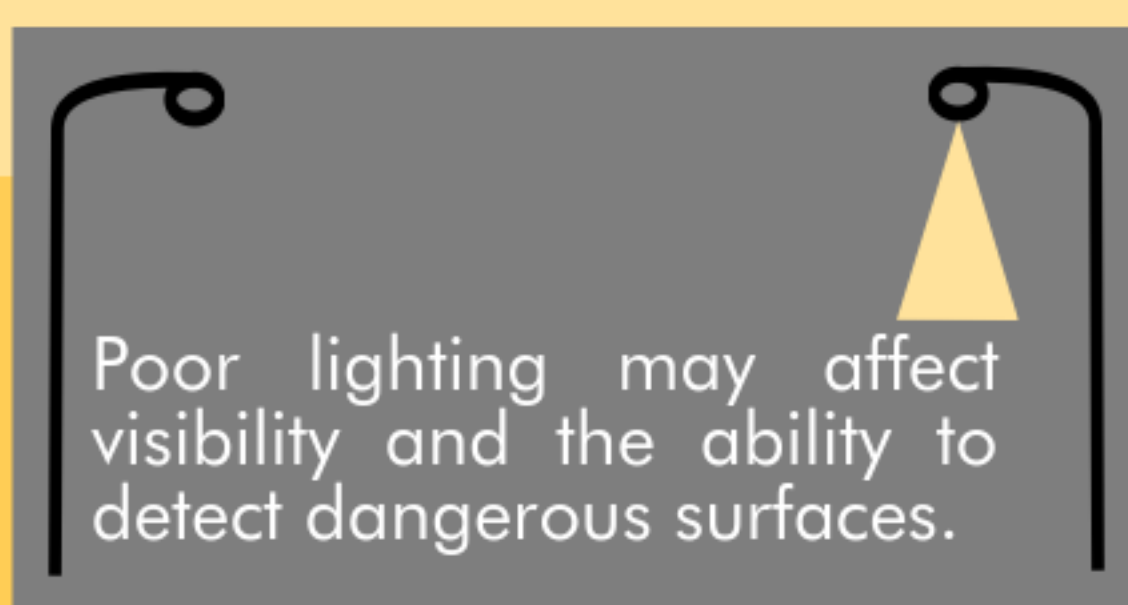 Poor lighting may affect
visibility and the ability to
detect dangerous surfaces.